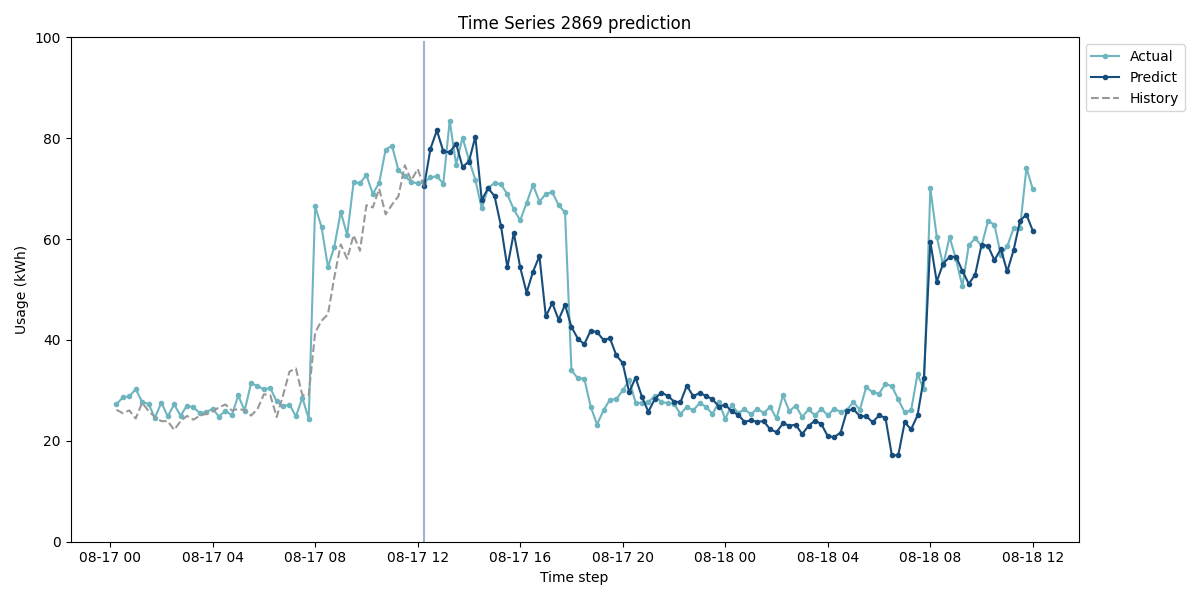 Time Series 2869 prediction
Usage (kWh)
100
80
60
40
20
0
08-17 00
08-17 04
08-17 08
08-17 12
08-17 16
08-17 20
08-18 00
08-18 04
08-18 08
08-18 12
Time step
Actual
Predict
History